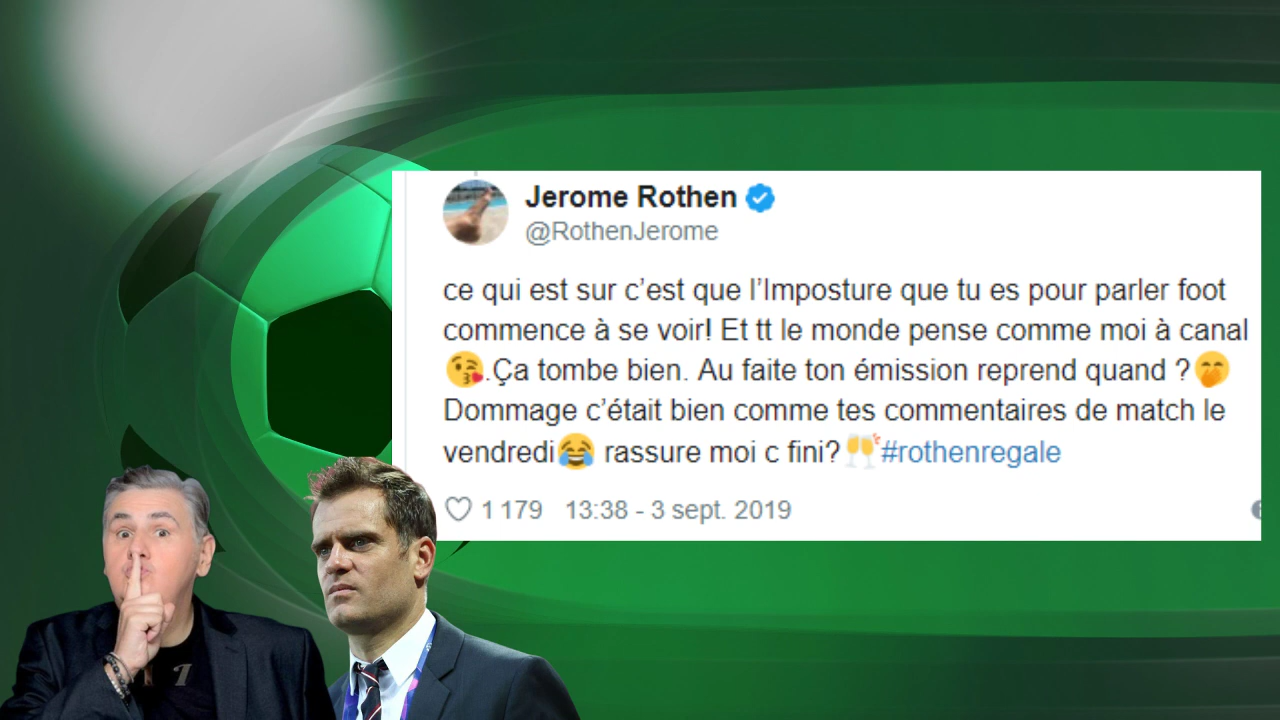 Jerome Rothen
@RothenJerome
ce qui est sur c’est que l’Imposture que tu es pour parler foot
commence à se voir! Et tt le monde pense comme moi à canal
😘.Ça tombe bien. Au faite ton émission reprend quand ?🤭
Dommage c’était bien comme tes commentaires de match le
vendredi😂 rassure moi c fini?🥂#rothenregale
1 179 13:38 - 3 sept. 2019